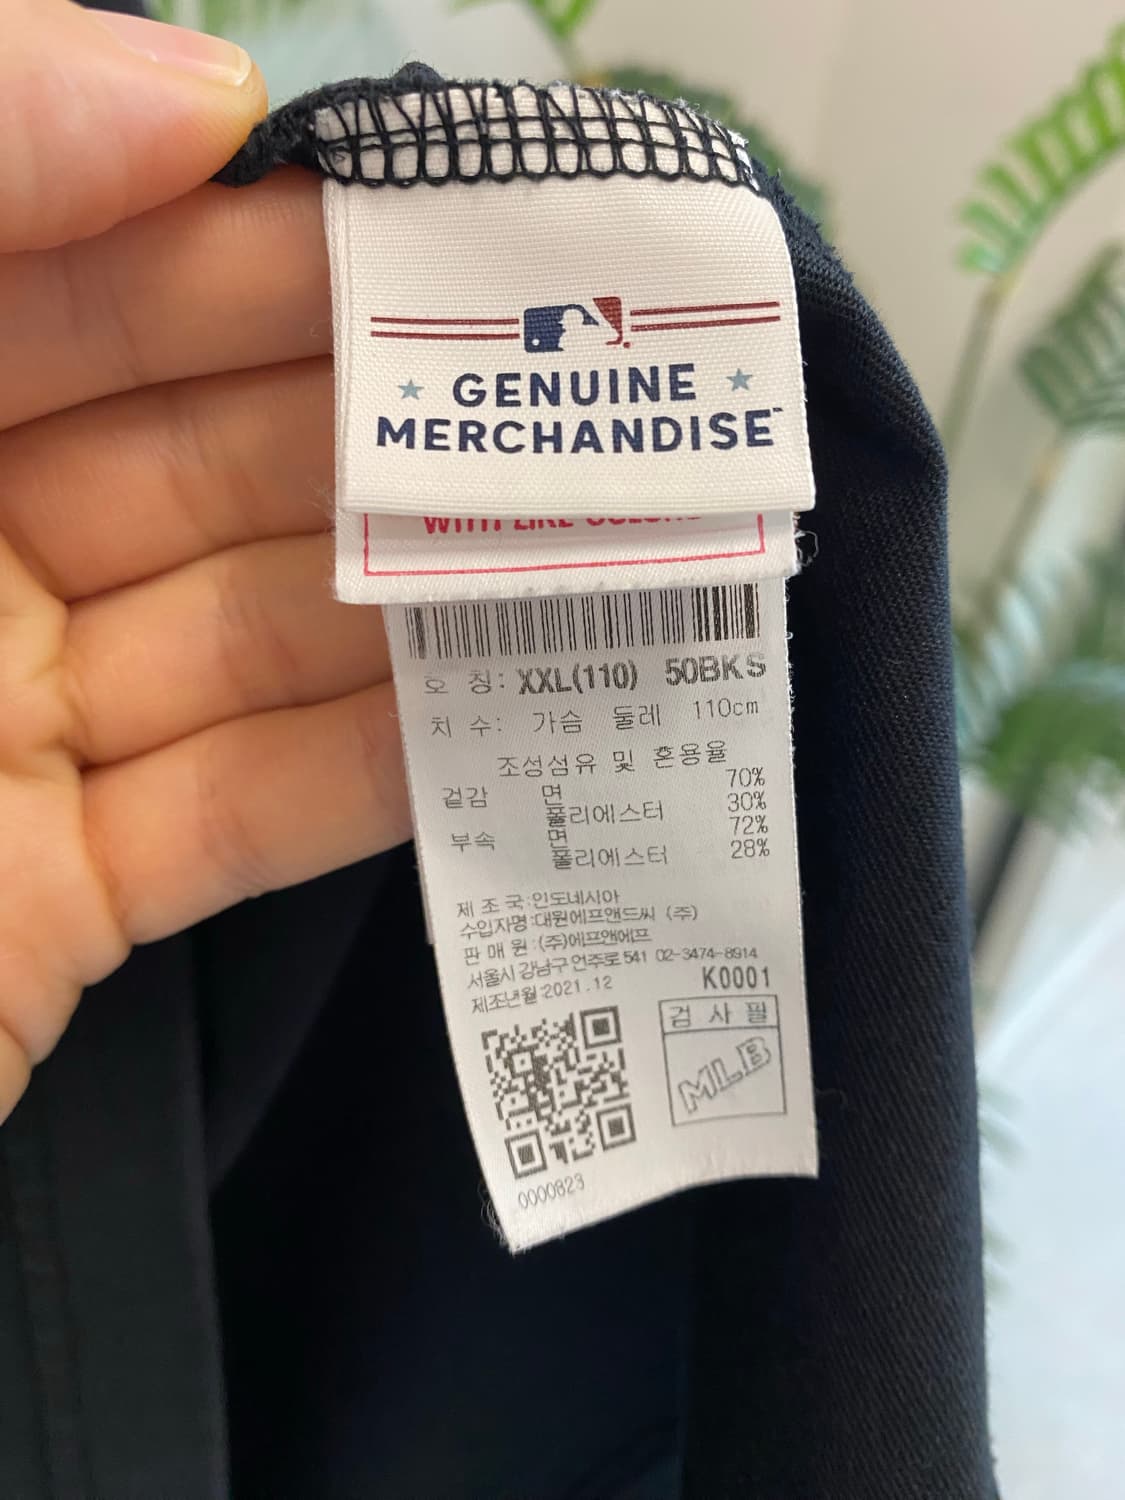 GENUINE
MERCHANDISE™
WITH LIKE COLORS
호 칭: XXL(110) 50BKS
치 수: 가슴 둘레 110cm
조성섬유 및 혼용율
겉감 면 70%
폴리에스터 30%
부속 면 72%
폴리에스터 28%
제 조 국:인도네시아
수입자명:대원에프앤드씨 (주)
판 매 원:(주)에프앤에프
서울시 강남구 언주로 541 02-3474-8914
제조년월:2021.12 K0001
검 사 필
MLB
0000823